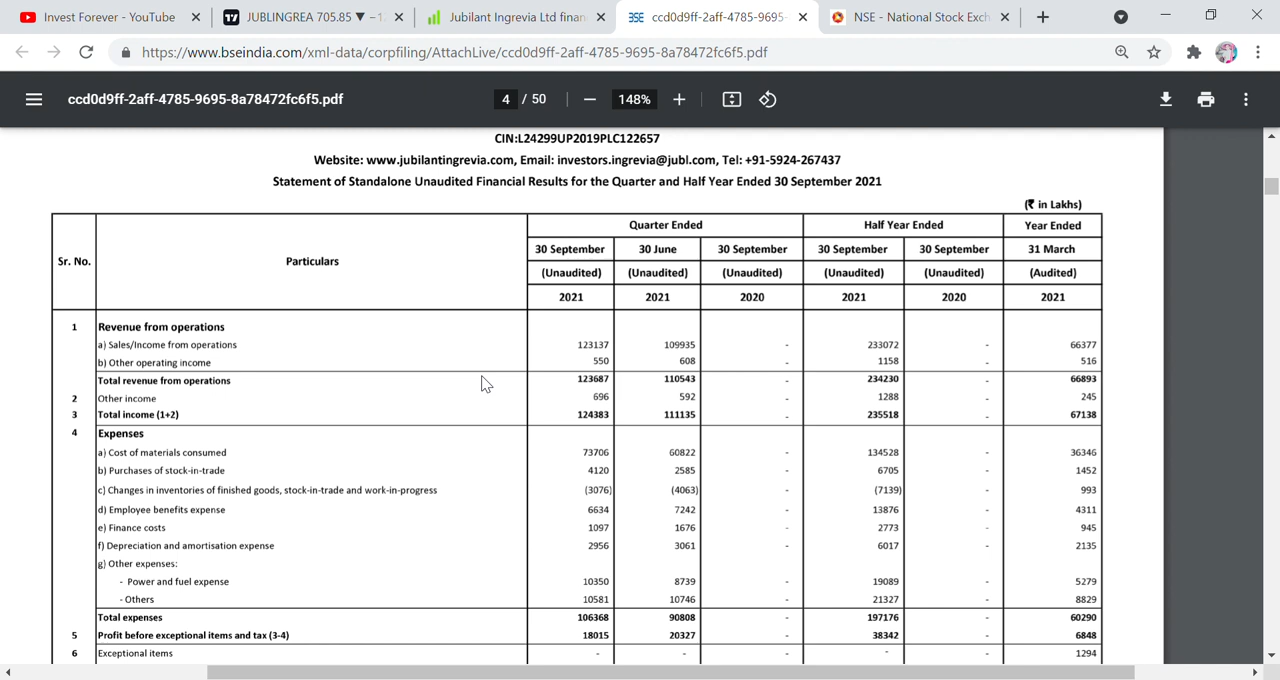 Invest Forever - YouTube
JUBLINGREA 705.85 ▼ −1
Jubilant Ingrevia Ltd finan
BSE ccd0d9ff-2aff-4785-9695-
NSE - National Stock Exch
https://www.bseindia.com/xml-data/corpfiling/AttachLive/ccd0d9ff-2aff-4785-9695-8a78472fc6f5.pdf
ccd0d9ff-2aff-4785-9695-8a78472fc6f5.pdf 4 / 50 148%
CIN:L24299UP2019PLC122657
Website: www.jubilantingrevia.com, Email: investors.ingrevia@jubl.com, Tel: +91-5924-267437
Statement of Standalone Unaudited Financial Results for the Quarter and Half Year Ended 30 September 2021
(₹ in Lakhs)
Sr. No. Particulars Quarter Ended Half Year Ended Year Ended
30 September 30 June 30 September 30 September 30 September 31 March
(Unaudited) (Unaudited) (Unaudited) (Unaudited) (Unaudited) (Audited)
2021 2021 2020 2021 2020 2021
1 Revenue from operations
a) Sales/Income from operations 123137 109935 - 233072 - 66377
b) Other operating income 550 608 - 1158 - 516
Total revenue from operations 123687 110543 - 234230 - 66893
2 Other income 696 592 - 1288 - 245
3 Total income (1+2) 124383 111135 - 235518 - 67138
4 Expenses
a) Cost of materials consumed 73706 60822 - 134528 - 36346
b) Purchases of stock-in-trade 4120 2585 - 6705 - 1452
c) Changes in inventories of finished goods, stock-in-trade and work-in-progress (3076) (4063) - (7139) - 993
d) Employee benefits expense 6634 7242 - 13876 - 4311
e) Finance costs 1097 1676 - 2773 - 945
f) Depreciation and amortisation expense 2956 3061 - 6017 - 2135
g) Other expenses:
- Power and fuel expense 10350 8739 - 19089 - 5279
- Others 10581 10746 - 21327 - 8829
Total expenses 106368 90808 - 197176 - 60290
5 Profit before exceptional items and tax (3-4) 18015 20327 - 38342 - 6848
6 Exceptional items - - - - - 1294